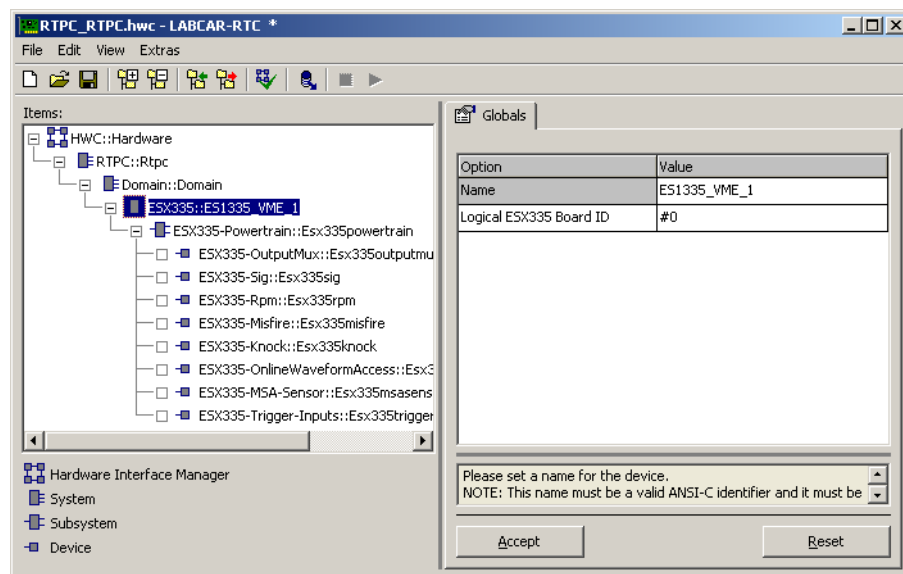 RTPC_RTPC.hwc - LABCAR-RTC *
File Edit View Extras
Items:
HWC::Hardware
RTPC::Rtpc
Domain::Domain
ESX335::ES1335_VME_1
ESX335-Powertrain::Esx335powertrain
ESX335-OutputMux::Esx335outputmu
ESX335-Sig::Esx335sig
ESX335-Rpm::Esx335rpm
ESX335-Misfire::Esx335misfire
ESX335-Knock::Esx335knock
ESX335-OnlineWaveformAccess::Esx3
ESX335-MSA-Sensor::Esx335msasens
ESX335-Trigger-Inputs::Esx335trigger
Hardware Interface Manager
System
Subsystem
Device
Globals
Option Value
Name ES1335_VME_1
Logical ESX335 Board ID #0
Please set a name for the device.
NOTE: This name must be a valid ANSI-C identifier and it must be
Accept Reset